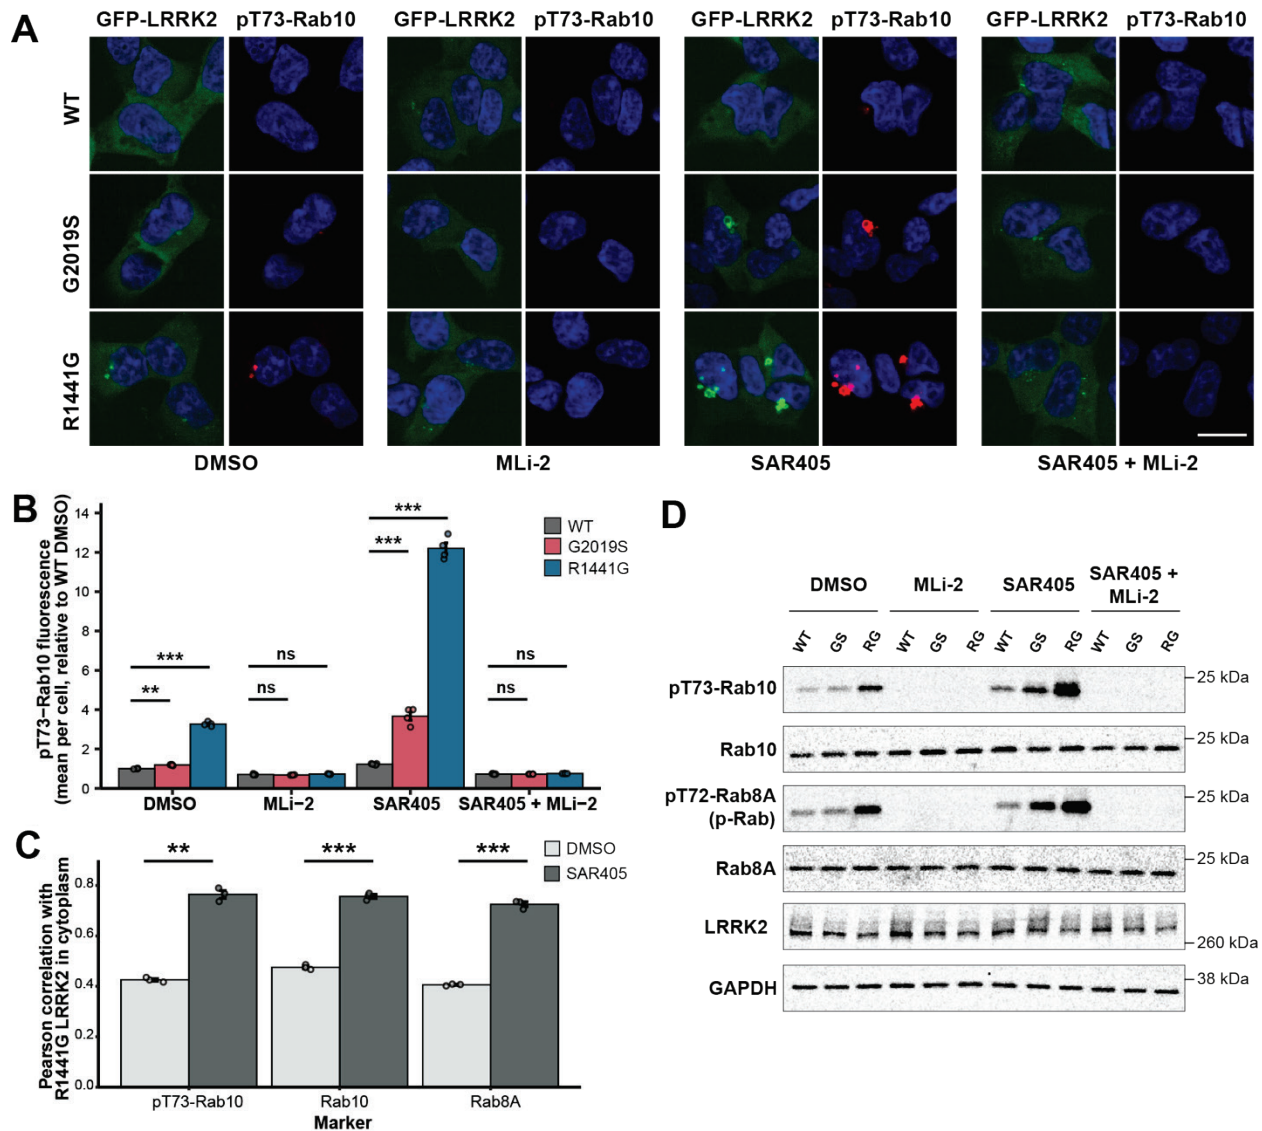 A
GFP-LRRK2 pT73-Rab10 GFP-LRRK2 pT73-Rab10 GFP-LRRK2 pT73-Rab10 GFP-LRRK2 pT73-Rab10
WT
G2019S
R1441G
DMSO MLi-2 SAR405 SAR405 + MLi-2
B
pT73-Rab10 fluorescence
(mean per cell, relative to WT DMSO)
14
12
10
8
6
4
2
0
*** ** ns ns *** *** ns ns
WT
G2019S
R1441G
DMSO MLi-2 SAR405 SAR405 + MLi-2
C
Pearson correlation with
R1441G LRRK2 in cytoplasm
0.8
0.6
0.4
0.2
0.0
** *** ***
DMSO
SAR405
pT73-Rab10 Rab10 Rab8A
Marker
D
DMSO MLi-2 SAR405 SAR405 +
MLi-2
WT GS RG WT GS RG WT GS RG WT GS RG
pT73-Rab10 25 kDa
Rab10 25 kDa
pT72-Rab8A 25 kDa
(p-Rab)
Rab8A 25 kDa
LRRK2 260 kDa
GAPDH 38 kDa